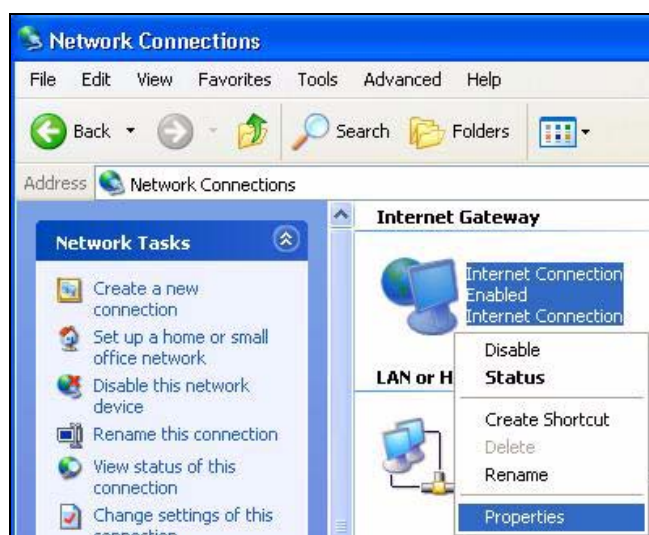 Network Connections
File Edit View Favorites Tools Advanced Help
Back Search Folders
Address Network Connections
Network Tasks
Create a new
connection
Set up a home or small
office network
Disable this network
device
Rename this connection
View status of this
connection
Change settings of this
connection
Internet Gateway
Internet Connection
Enabled
Internet Connection
LAN or H
Disable
Status
Create Shortcut
Delete
Rename
Properties